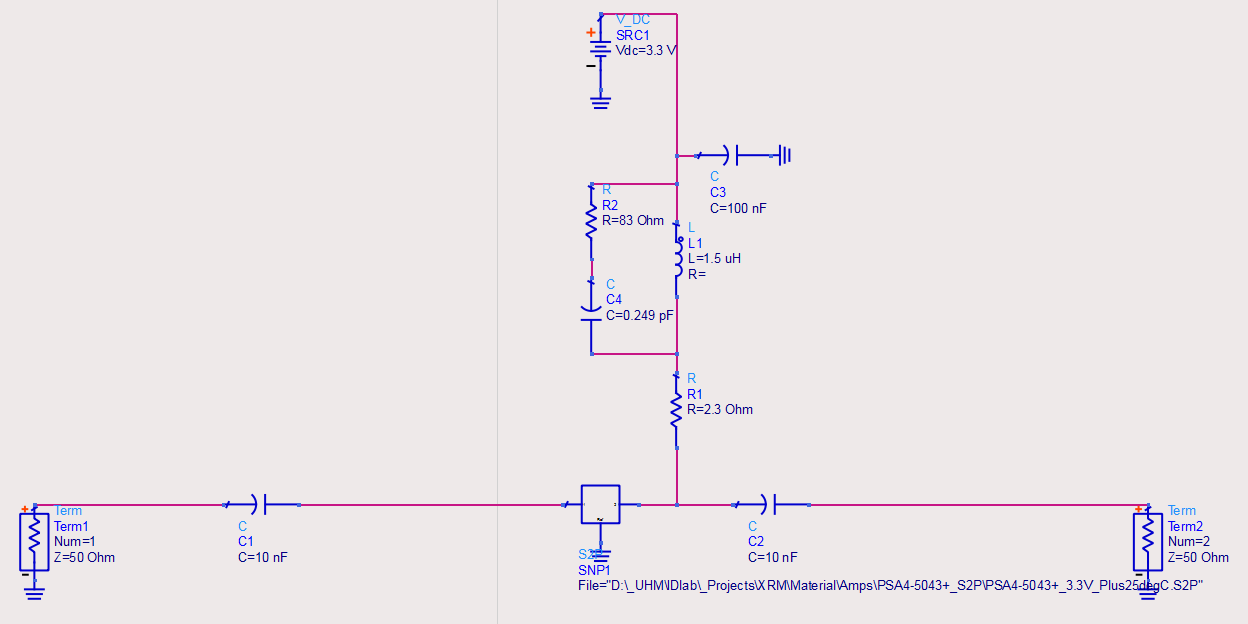 V_DC
SRC1
Vdc=3.3 V
C
C3
C=100 nF
R
R2
R=83 Ohm
L
L1
L=1.5 uH
R=
C
C4
C=0.249 pF
R
R1
R=2.3 Ohm
Term
Term1
Num=1
Z=50 Ohm
C
C1
C=10 nF
S2P
SNP1
File="D:\_UHM\IDlab\_Projects\XRM\Material\Amps\PSA4-5043+_S2P\PSA4-5043+_3.3V_Plus25degC.S2P"
C
C2
C=10 nF
Term
Term2
Num=2
Z=50 Ohm